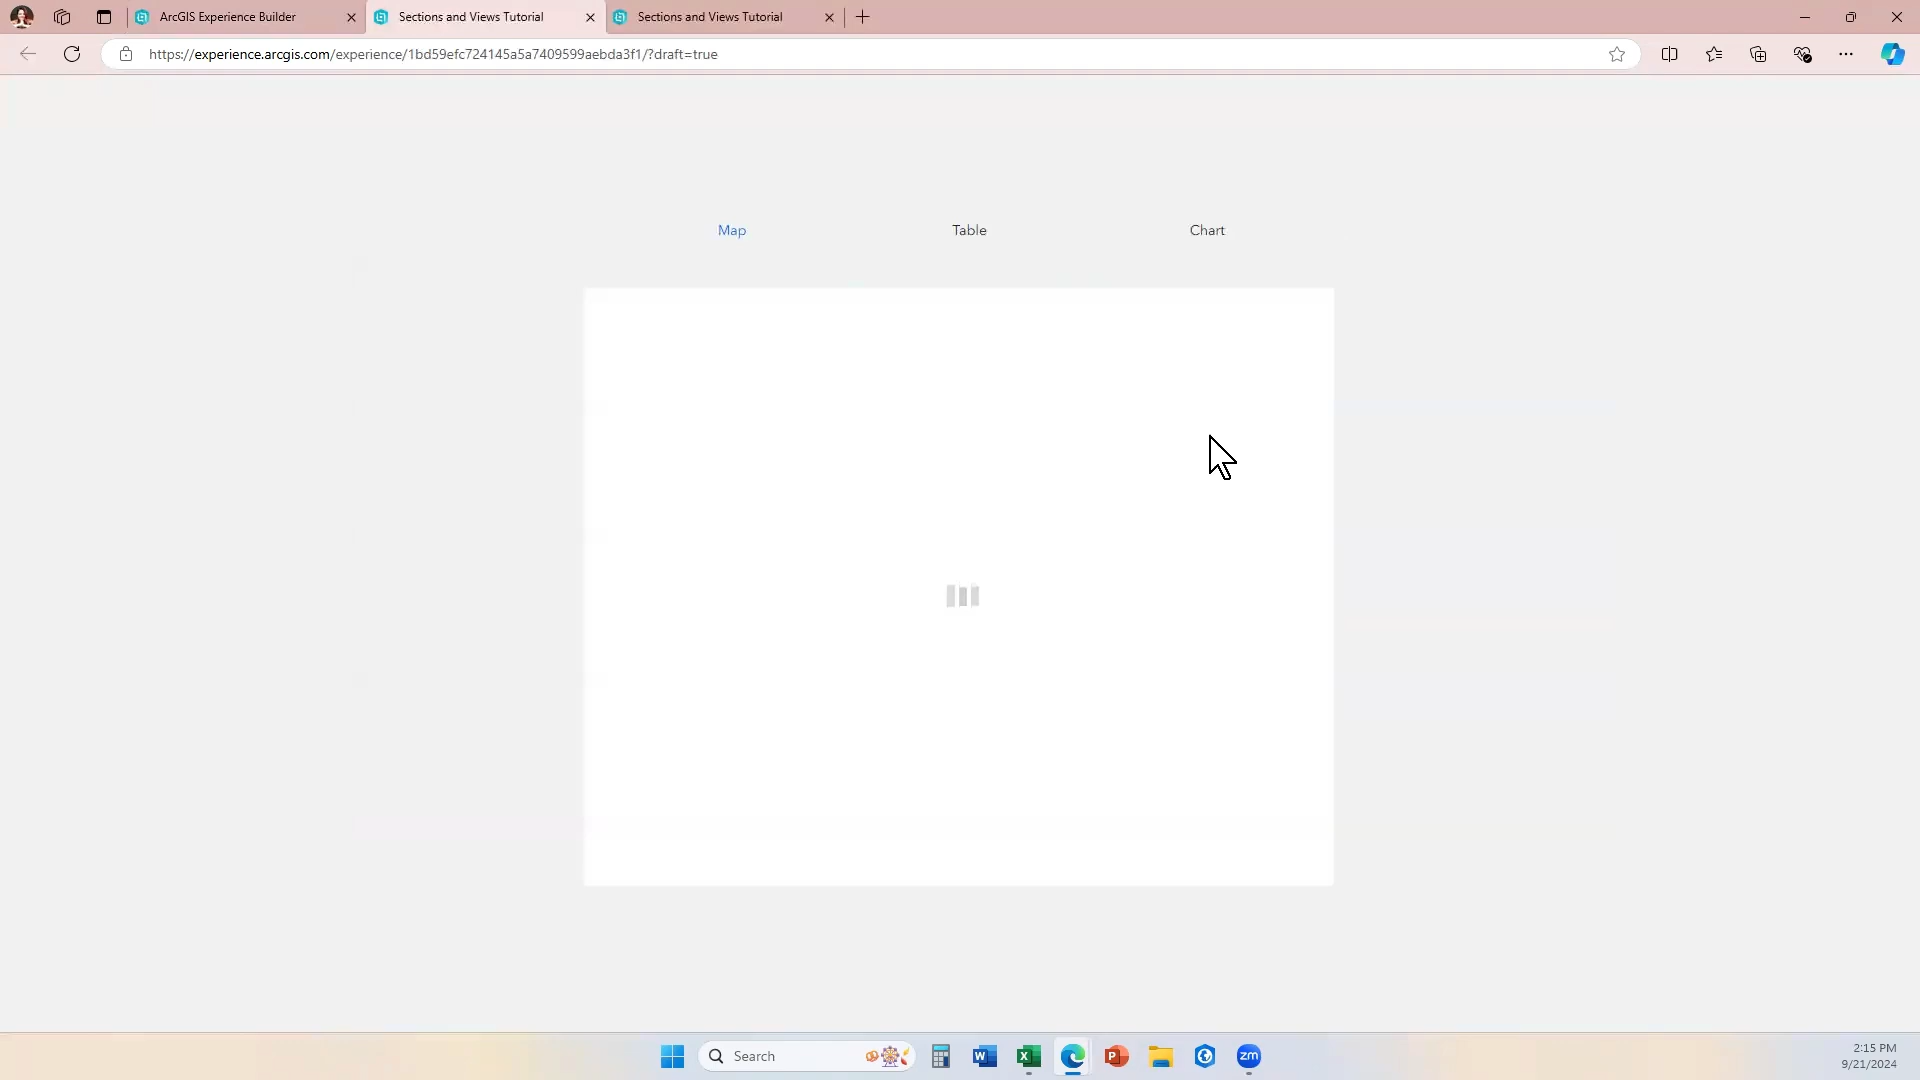 ArcGIS Experience Builder
Sections and Views Tutorial
Sections and Views Tutorial
https://experience.arcgis.com/experience/1bd59efc724145a5a7409599aebda3f1/?draft=true
Map
Table
Chart
Search
W
X
P
zm
2:15 PM
9/21/2024